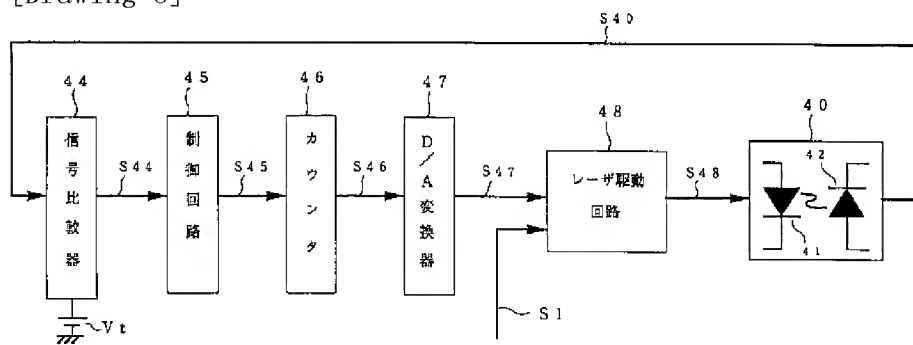 [Drawing
S40
44
45
46
47
48
40
信号比較器
S44
制御回路
S45
カウンタ
S46
D/A変換器
S47
レーザ駆動
回路
S48
42
41
S1
Vt